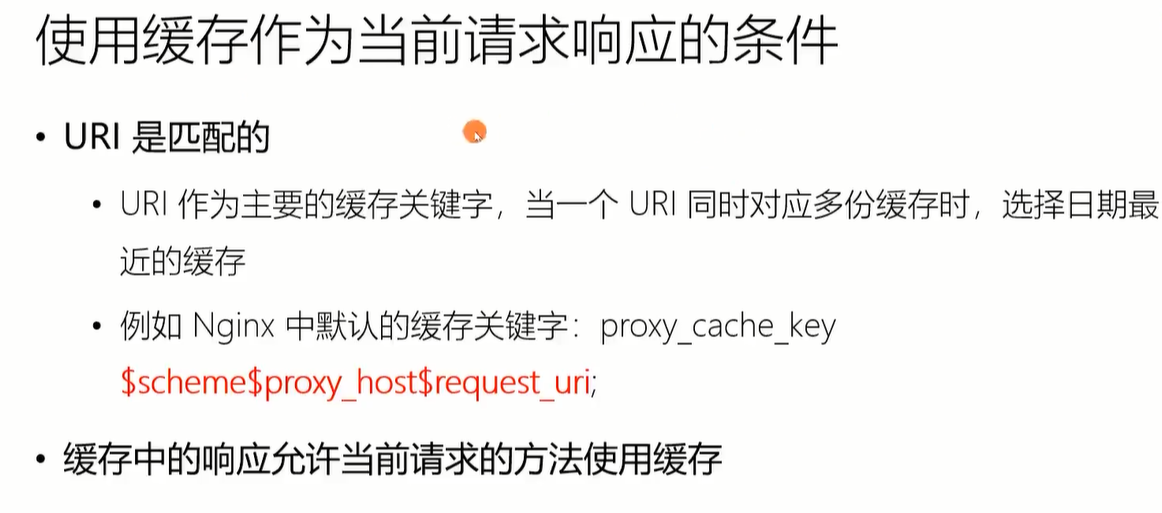 使用缓存作为当前请求响应的条件
• URI 是匹配的
• URI 作为主要的缓存关键字，当一个 URI 同时对应多份缓存时，选择日期最
近的缓存
• 例如 Nginx 中默认的缓存关键字：proxy_cache_key
$scheme$proxy_host$request_uri;
• 缓存中的响应允许当前请求的方法使用缓存